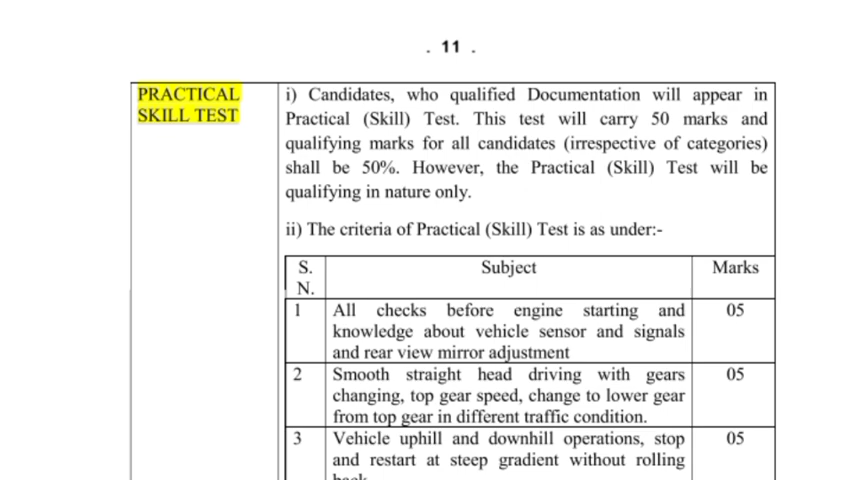 . 11 .
PRACTICAL
SKILL TEST
i) Candidates, who qualified Documentation will appear in
Practical (Skill) Test. This test will carry 50 marks and
qualifying marks for all candidates (irrespective of categories)
shall be 50%. However, the Practical (Skill) Test will be
qualifying in nature only.
ii) The criteria of Practical (Skill) Test is as under:-
S. Subject Marks
N.
1 All checks before engine starting and 05
knowledge about vehicle sensor and signals
and rear view mirror adjustment
2 Smooth straight head driving with gears 05
changing, top gear speed, change to lower gear
from top gear in different traffic condition.
3 Vehicle uphill and downhill operations, stop 05
and restart at steep gradient without rolling